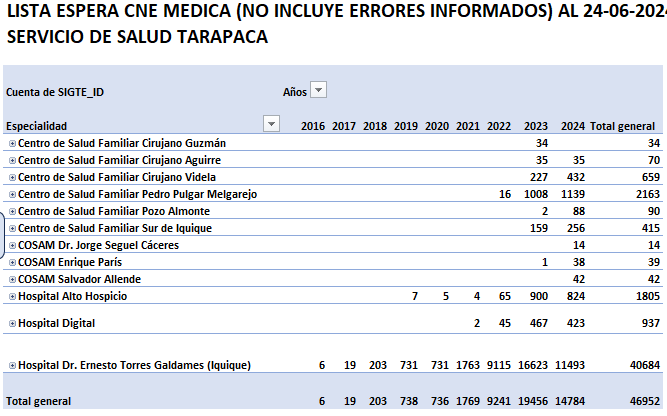 LISTA ESPERA CNE MEDICA (NO INCLUYE ERRORES INFORMADOS) AL 24-06-2024
SERVICIO DE SALUD TARAPACA
Cuenta de SIGTE_ID Años
Especialidad 2016 2017 2018 2019 2020 2021 2022 2023 2024 Total general
Centro de Salud Familiar Cirujano Guzmán 34 34
Centro de Salud Familiar Cirujano Aguirre 35 35 70
Centro de Salud Familiar Cirujano Videla 227 432 659
Centro de Salud Familiar Pedro Pulgar Melgarejo 16 1008 1139 2163
Centro de Salud Familiar Pozo Almonte 2 88 90
Centro de Salud Familiar Sur de Iquique 159 256 415
COSAM Dr. Jorge Seguel Cáceres 14 14
COSAM Enrique París 1 38 39
COSAM Salvador Allende 42 42
Hospital Alto Hospicio 7 5 4 65 900 824 1805
Hospital Digital 2 45 467 423 937
Hospital Dr. Ernesto Torres Galdames (Iquique) 6 19 203 731 731 1763 9115 16623 11493 40684
Total general 6 19 203 738 736 1769 9241 19456 14784 46952